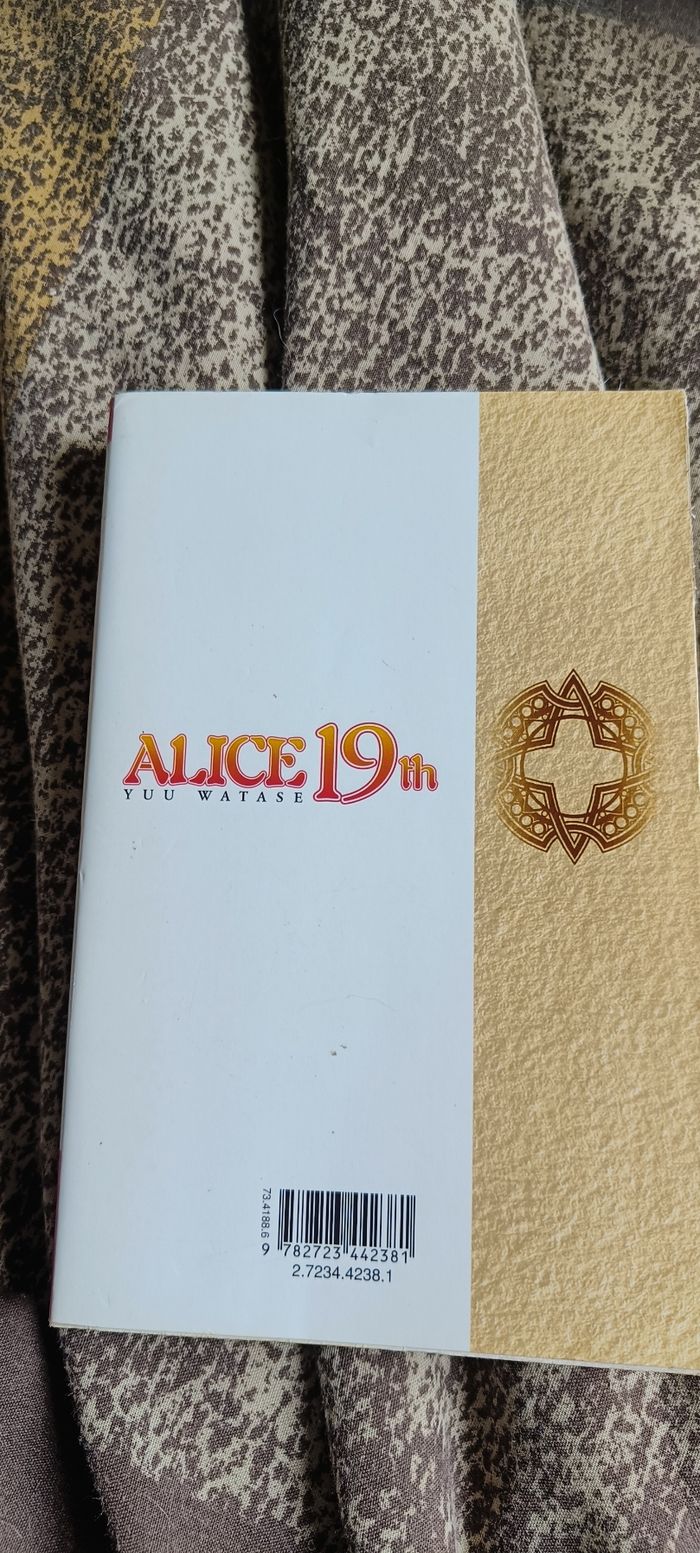 ALICE 19th
YUU WATASE
73.4188.6
9 782723 442381
2.7234.4238.1